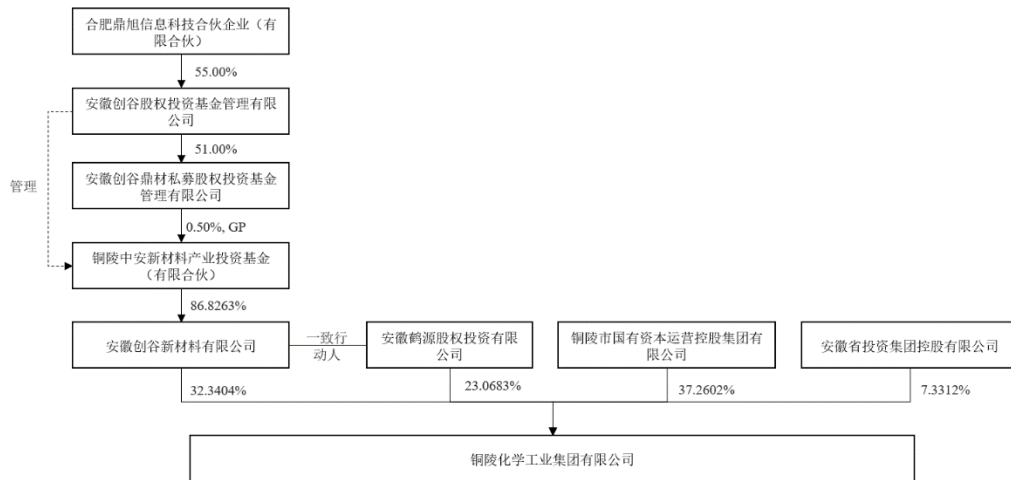 合肥鼎旭信息科技合伙企业（有
限合伙）
55.00%
安徽创谷股权投资基金管理有限
公司
51.00%
管理
安徽创谷鼎材私募股权投资基金
管理有限公司
0.50%, GP
铜陵中安新材料产业投资基金
（有限合伙）
86.8263%
安徽创谷新材料有限公司
一致行
动人
安徽鹤源股权投资有限
公司
铜陵市国有资本运营控股集团有
限公司
安徽省投资集团控股有限公司
32.3404%
23.0683%
37.2602%
7.3312%
铜陵化学工业集团有限公司